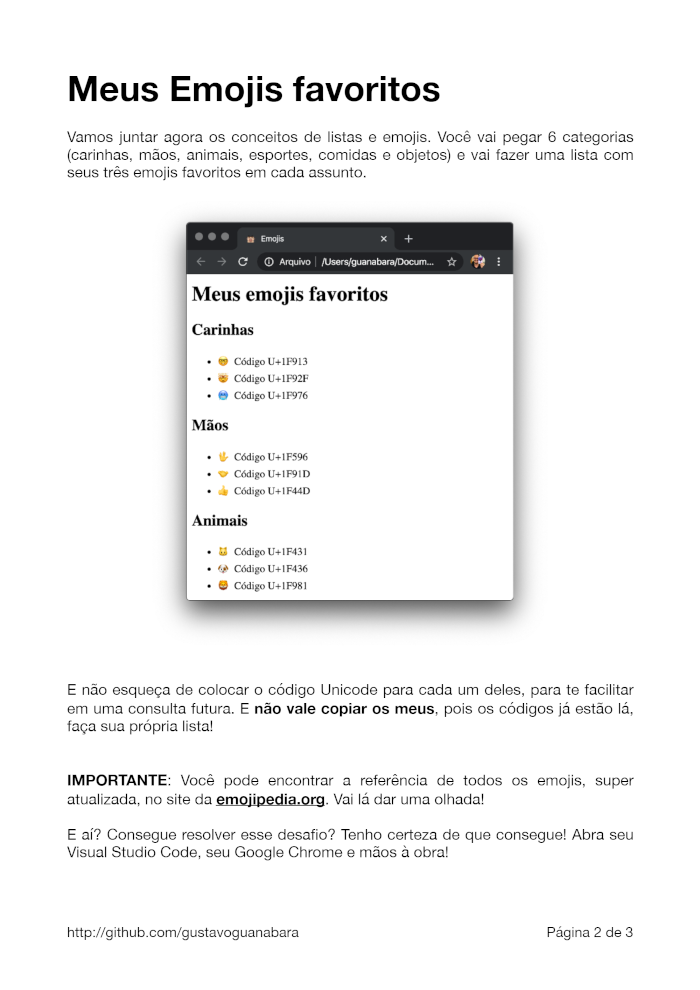 Meus Emojis favoritos
Vamos juntar agora os conceitos de listas e emojis. Você vai pegar 6 categorias
(carinhas, mãos, animais, esportes, comidas e objetos) e vai fazer uma lista com
seus três emojis favoritos em cada assunto.
Emojis
Arquivo | /Users/guanabara/Docum...
Meus emojis favoritos
Carinhas
• 🤓 Código U+1F913
• 🤯 Código U+1F92F
• 🥶 Código U+1F976
Mãos
• 🖖 Código U+1F596
• 🤝 Código U+1F91D
• 👍 Código U+1F44D
Animais
• 🐱 Código U+1F431
• 🐶 Código U+1F436
• 🦁 Código U+1F981
E não esqueça de colocar o código Unicode para cada um deles, para te facilitar
em uma consulta futura. E não vale copiar os meus, pois os códigos já estão lá,
faça sua própria lista!
IMPORTANTE: Você pode encontrar a referência de todos os emojis, super
atualizada, no site da emojipedia.org. Vai lá dar uma olhada!
E aí? Consegue resolver esse desafio? Tenho certeza de que consegue! Abra seu
Visual Studio Code, seu Google Chrome e mãos à obra!
http://github.com/gustavoguanabara
Página 2 de 3